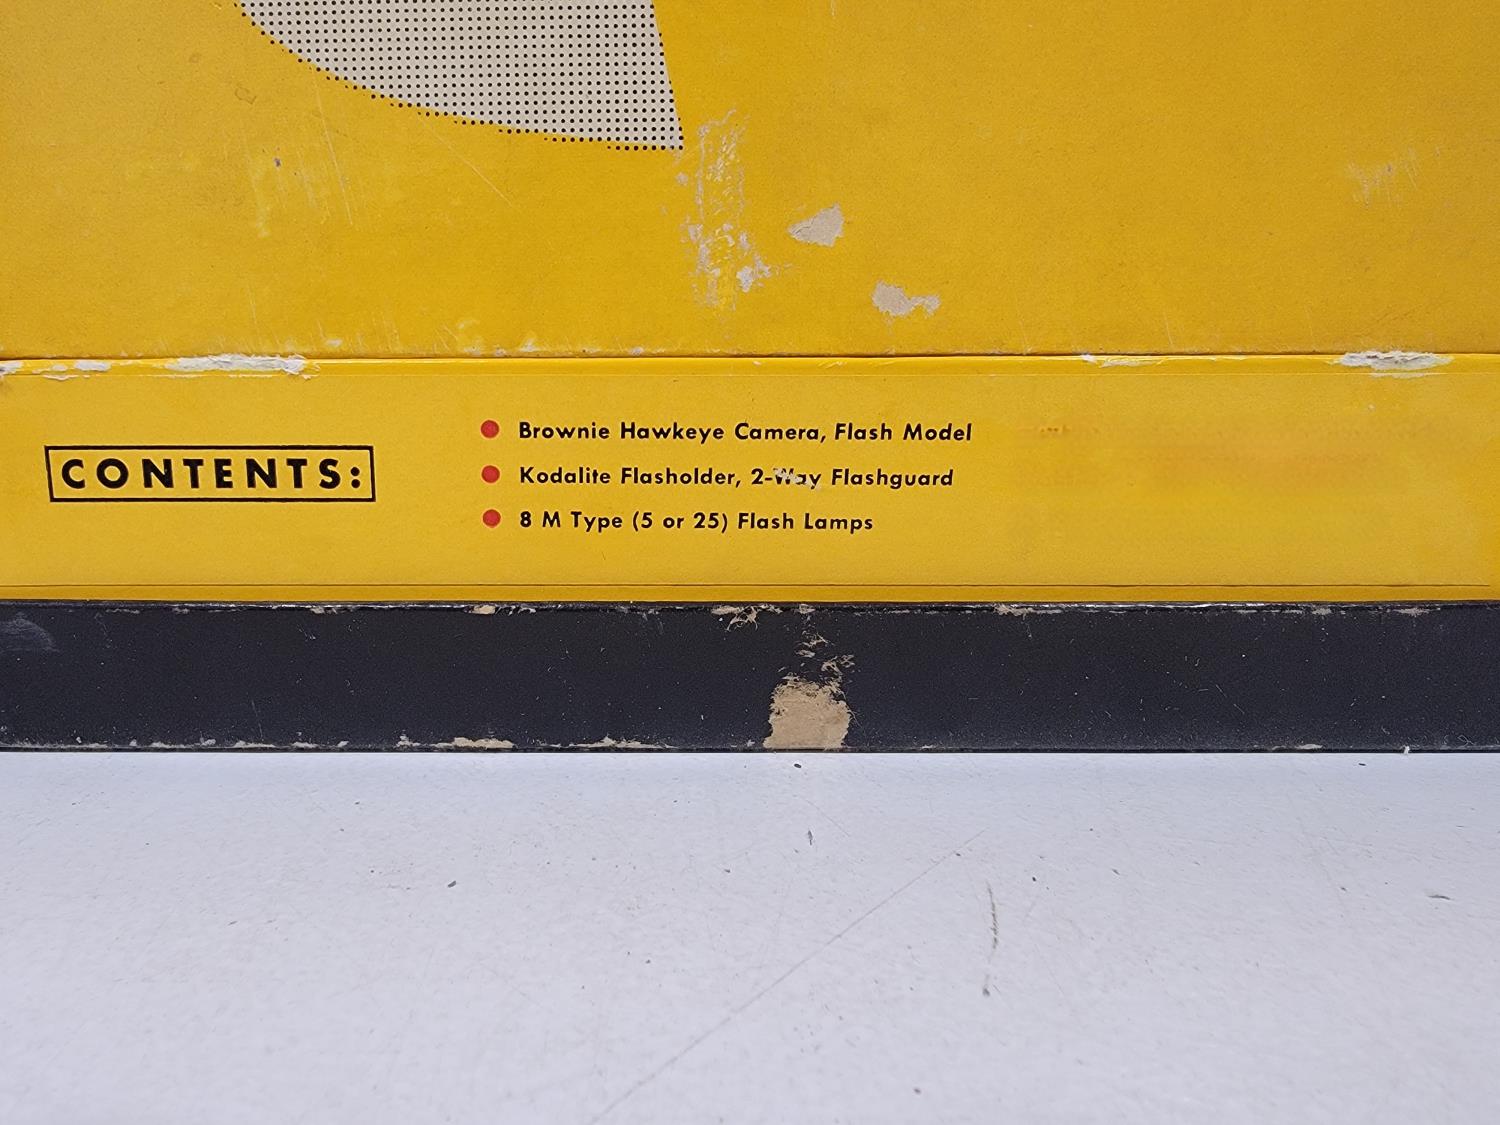 CONTENTS:
Brownie Hawkeye Camera, Flash Model
Kodalite Flasholder, 2-Way Flashguard
8 M Type (5 or 25) Flash Lamps